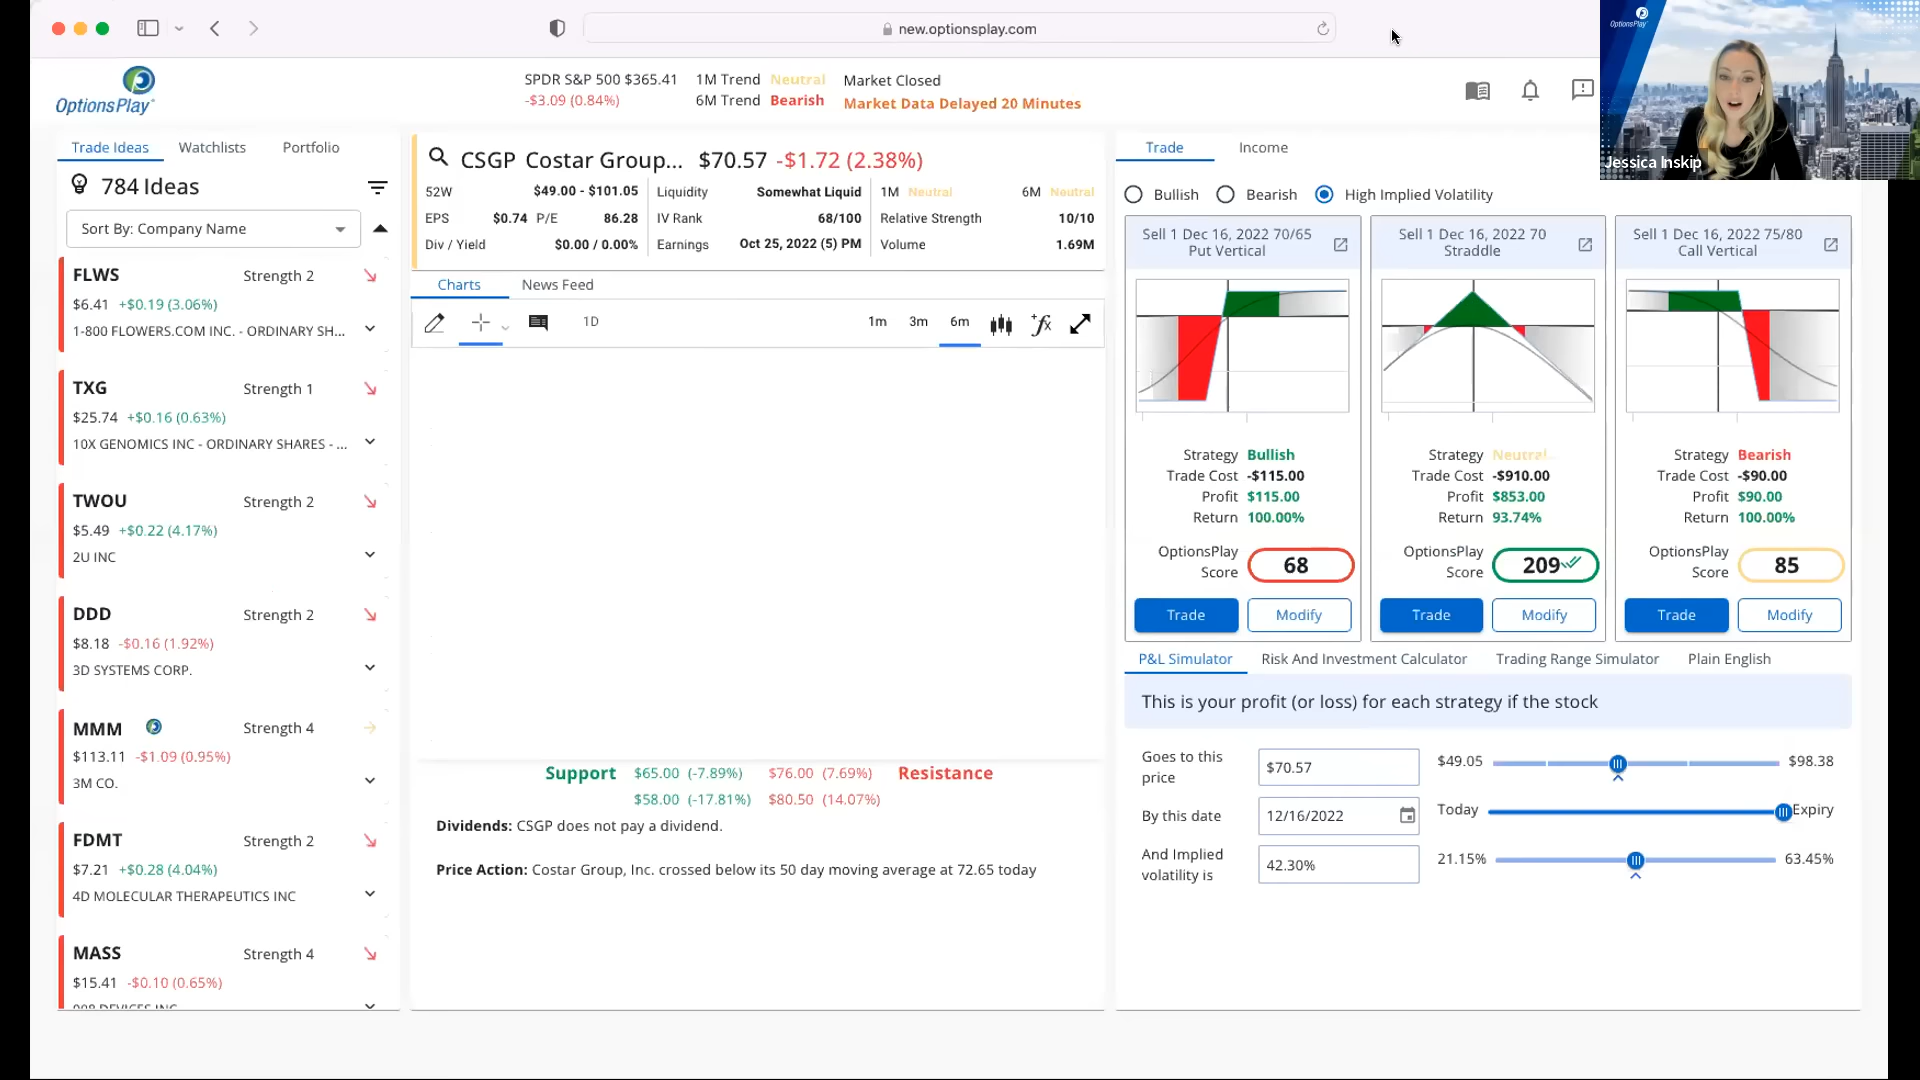 new.optionsplay.com
OptionsPlay
Jessica Inskip
OptionsPlay
SPDR S&P 500 $365.41 1M Trend Neutral Market Closed
-$3.09 (0.84%) 6M Trend Bearish Market Data Delayed 20 Minutes
Trade Ideas Watchlists Portfolio
784 Ideas
Sort By: Company Name
FLWS Strength 2
$6.41 +$0.19 (3.06%)
1-800 FLOWERS.COM INC. - ORDINARY SH...
TXG Strength 1
$25.74 +$0.16 (0.63%)
10X GENOMICS INC - ORDINARY SHARES - ...
TWOU Strength 2
$5.49 +$0.22 (4.17%)
2U INC
DDD Strength 2
$8.18 -$0.16 (1.92%)
3D SYSTEMS CORP.
MMM Strength 4
$113.11 -$1.09 (0.95%)
3M CO.
FDMT Strength 2
$7.21 +$0.28 (4.04%)
4D MOLECULAR THERAPEUTICS INC
MASS Strength 4
$15.41 -$0.10 (0.65%)
908 DEVICES INC
CSGP Costar Group... $70.57 -$1.72 (2.38%)
52W $49.00 - $101.05 Liquidity Somewhat Liquid 1M Neutral 6M Neutral
EPS $0.74 P/E 86.28 IV Rank 68/100 Relative Strength 10/10
Div / Yield $0.00 / 0.00% Earnings Oct 25, 2022 (5) PM Volume 1.69M
Charts News Feed
1D 1m 3m 6m
Support $65.00 (-7.89%) $76.00 (7.69%) Resistance
$58.00 (-17.81%) $80.50 (14.07%)
Dividends: CSGP does not pay a dividend.
Price Action: Costar Group, Inc. crossed below its 50 day moving average at 72.65 today
Trade Income
Bullish Bearish High Implied Volatility
Sell 1 Dec 16, 2022 70/65
Put Vertical
Strategy Bullish
Trade Cost -$115.00
Profit $115.00
Return 100.00%
OptionsPlay
Score 68
Trade Modify
Sell 1 Dec 16, 2022 70
Straddle
Strategy Neutral
Trade Cost -$910.00
Profit $853.00
Return 93.74%
OptionsPlay
Score 209
Trade Modify
Sell 1 Dec 16, 2022 75/80
Call Vertical
Strategy Bearish
Trade Cost -$90.00
Profit $90.00
Return 100.00%
OptionsPlay
Score 85
Trade Modify
P&L Simulator Risk And Investment Calculator Trading Range Simulator Plain English
This is your profit (or loss) for each strategy if the stock
Goes to this
price $70.57 $49.05 $98.38
By this date 12/16/2022 Today Expiry
And Implied
volatility is 42.30% 21.15% 63.45%